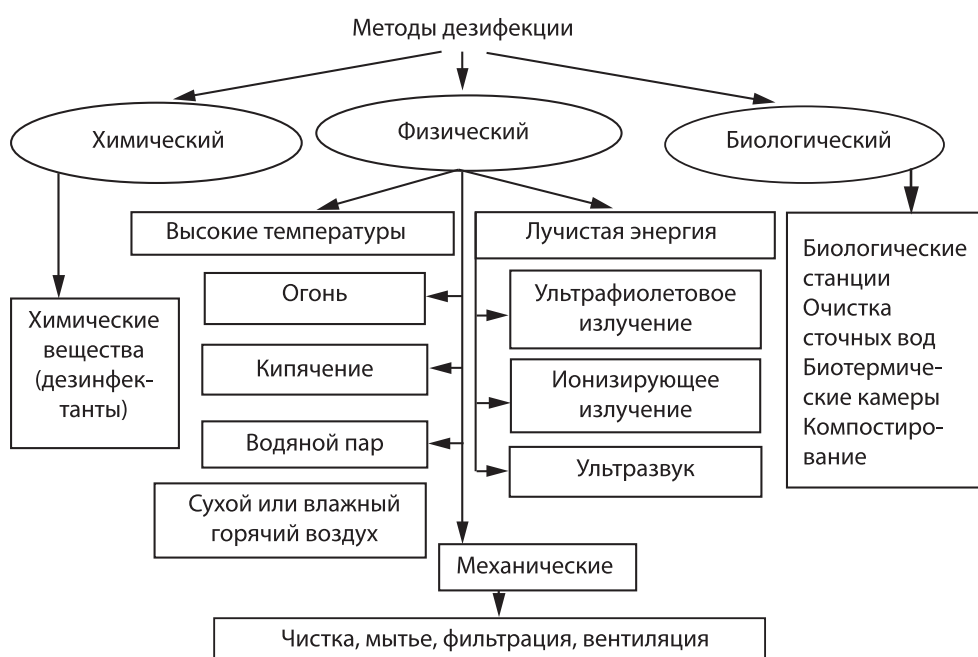 Методы дезифекции
Химический
Физический
Биологический
Высокие температуры
Лучистая энергия
Огонь
Кипячение
Водяной пар
Сухой или влажный
горячий воздух
Ультрафиолетовое
излучение
Ионизирующее
излучение
Ультразвук
Химические
вещества
(дезинфек-
танты)
Биологические
станции
Очистка
сточных вод
Биотермиче-
ские камеры
Компостиро-
вание
Механические
Чистка, мытье, фильтрация, вентиляция